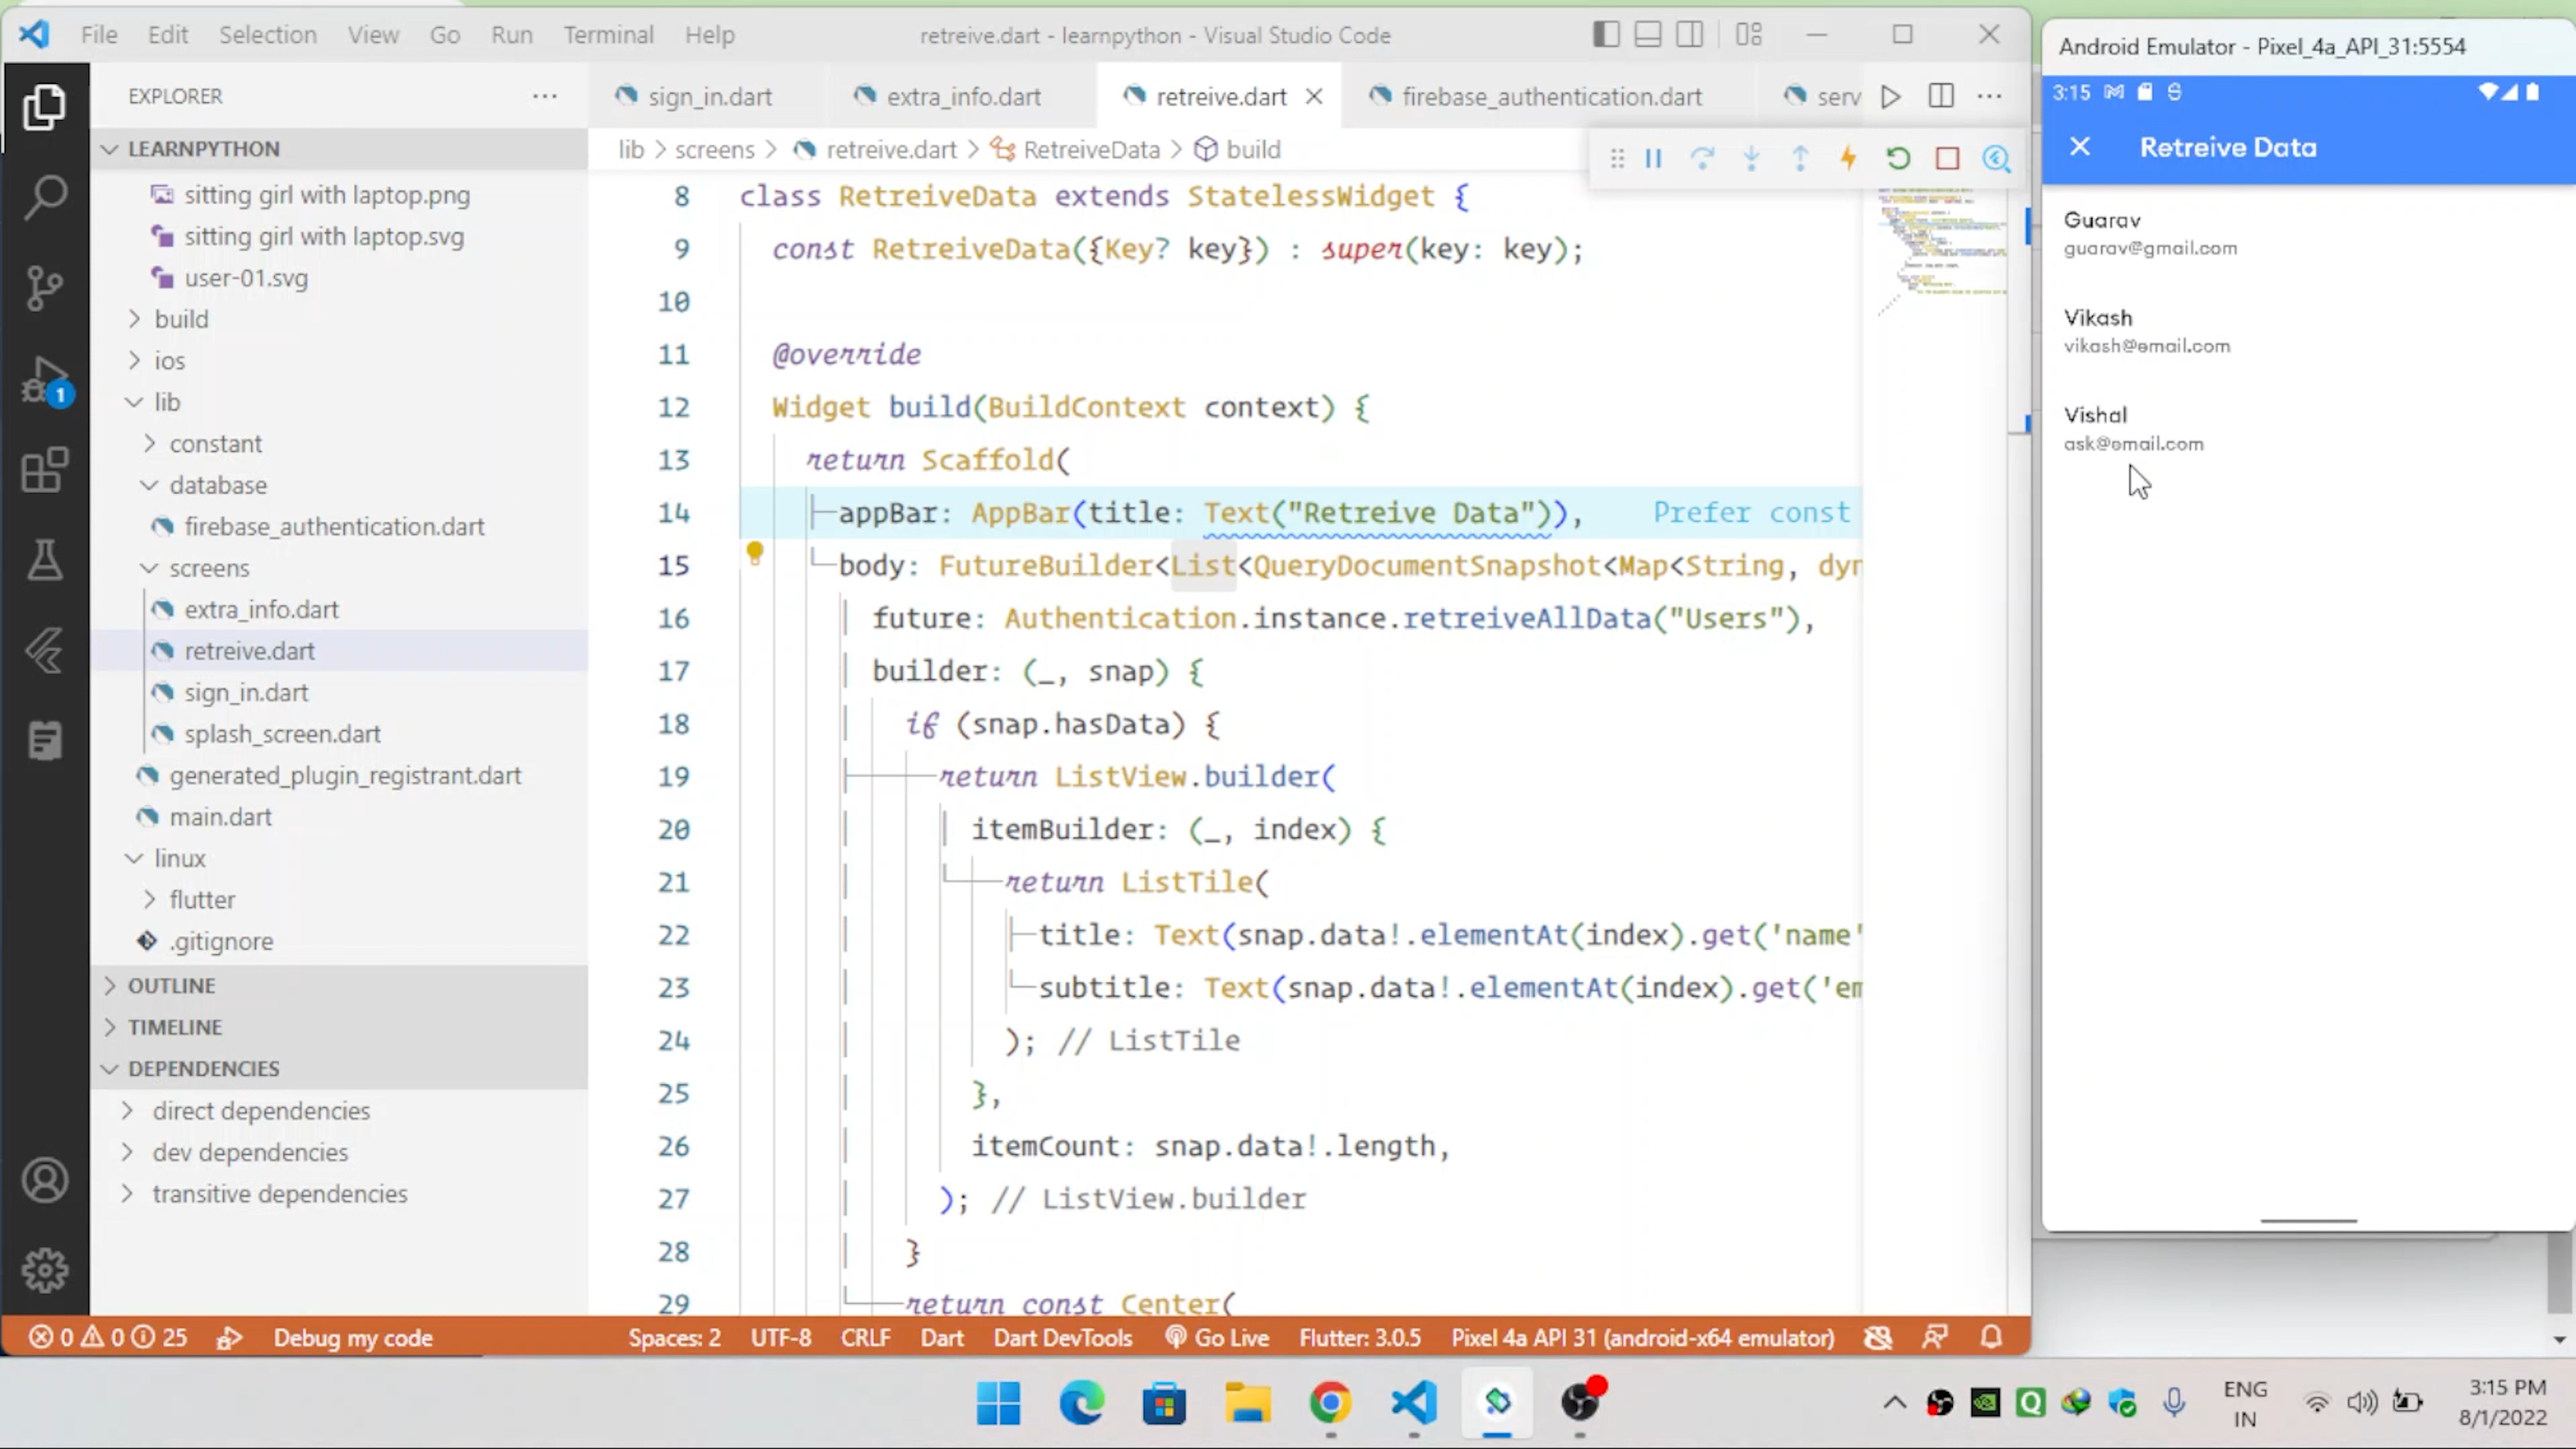 File Edit Selection View Go Run Terminal Help
retreive.dart - learnpython - Visual Studio Code
EXPLORER
LEARNPYTHON
sitting girl with laptop.png
sitting girl with laptop.svg
user-01.svg
build
ios
lib
constant
database
firebase_authentication.dart
screens
extra_info.dart
retreive.dart
sign_in.dart
splash_screen.dart
generated_plugin_registrant.dart
main.dart
linux
flutter
.gitignore
OUTLINE
TIMELINE
DEPENDENCIES
direct dependencies
dev dependencies
transitive dependencies
1
sign_in.dart extra_info.dart retreive.dart firebase_authentication.dart serv
lib > screens > retreive.dart > RetreiveData > build
8 class RetreiveData extends StatelessWidget {
9 const RetreiveData({Key? key}) : super(key: key);
10
11 @override
12 Widget build(BuildContext context) {
13 return Scaffold(
14 appBar: AppBar(title: Text("Retreive Data")), Prefer const
15 body: FutureBuilder<List<QueryDocumentSnapshot<Map<String, dyn
16 future: Authentication.instance.retreiveAllData("Users"),
17 builder: (_, snap) {
18 if (snap.hasData) {
19 return ListView.builder(
20 itemBuilder: (_, index) {
21 return ListTile(
22 title: Text(snap.data!.elementAt(index).get('name'
23 subtitle: Text(snap.data!.elementAt(index).get('em
24 ); // ListTile
25 },
26 itemCount: snap.data!.length,
27 ); // ListView.builder
28 }
29 return const Center(
0 0 25 Debug my code Spaces: 2 UTF-8 CRLF Dart Dart DevTools Go Live Flutter: 3.0.5 Pixel 4a API 31 (android-x64 emulator)
Android Emulator - Pixel_4a_API_31:5554
3:15
Retreive Data
Guarav
guarav@gmail.com
Vikash
vikash@email.com
Vishal
ask@email.com
ENG
IN
3:15 PM
8/1/2022